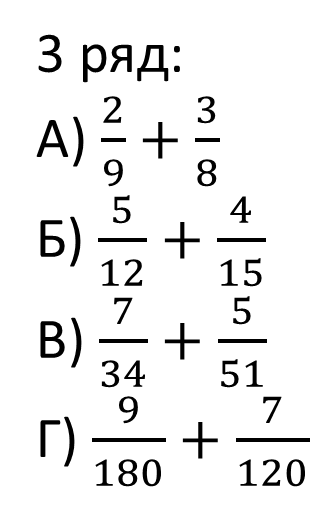 3 ряд:
А) 2/9 + 3/8
Б) 5/12 + 4/15
В) 7/34 + 5/51
Г) 9/180 + 7/120